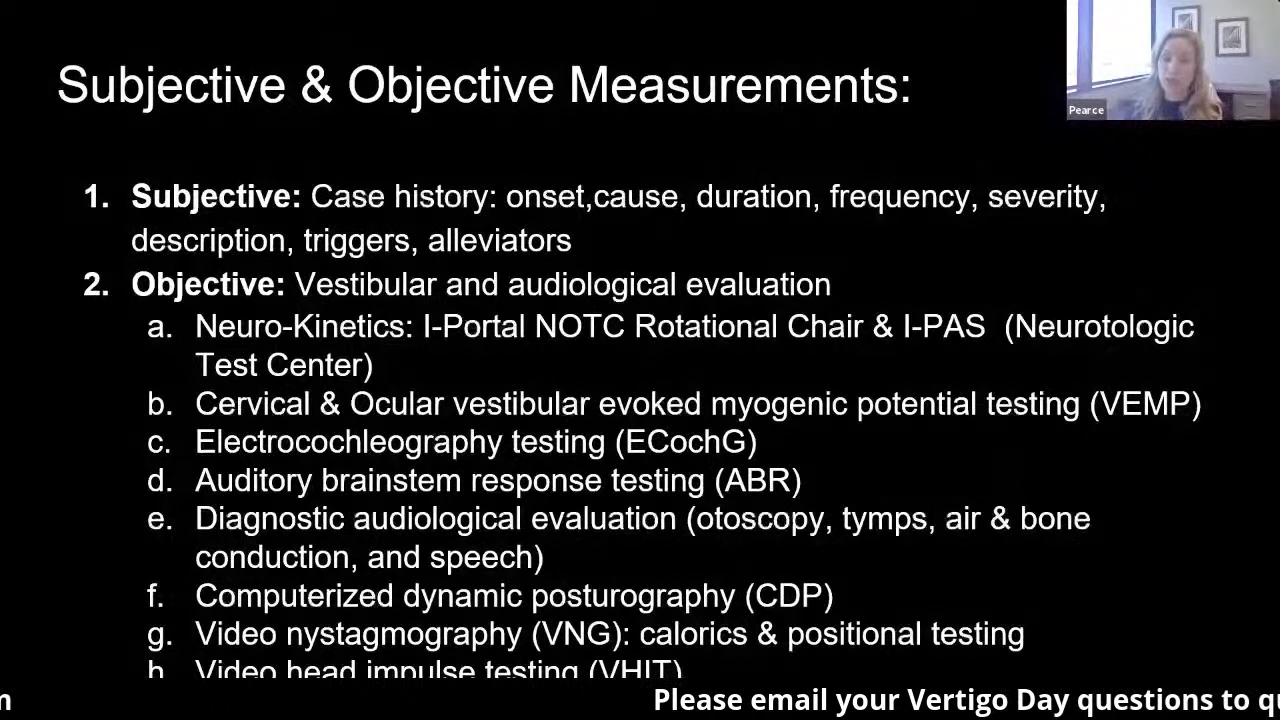 Subjective & Objective Measurements:
Pearce
1. Subjective: Case history: onset,cause, duration, frequency, severity,
description, triggers, alleviators
2. Objective: Vestibular and audiological evaluation
a. Neuro-Kinetics: I-Portal NOTC Rotational Chair & I-PAS (Neurotologic
Test Center)
b. Cervical & Ocular vestibular evoked myogenic potential testing (VEMP)
c. Electrocochleography testing (ECochG)
d. Auditory brainstem response testing (ABR)
e. Diagnostic audiological evaluation (otoscopy, tymps, air & bone
conduction, and speech)
f. Computerized dynamic posturography (CDP)
g. Video nystagmography (VNG): calorics & positional testing
h. Video head impulse testing (VHIT)
Please email your Vertigo Day questions to